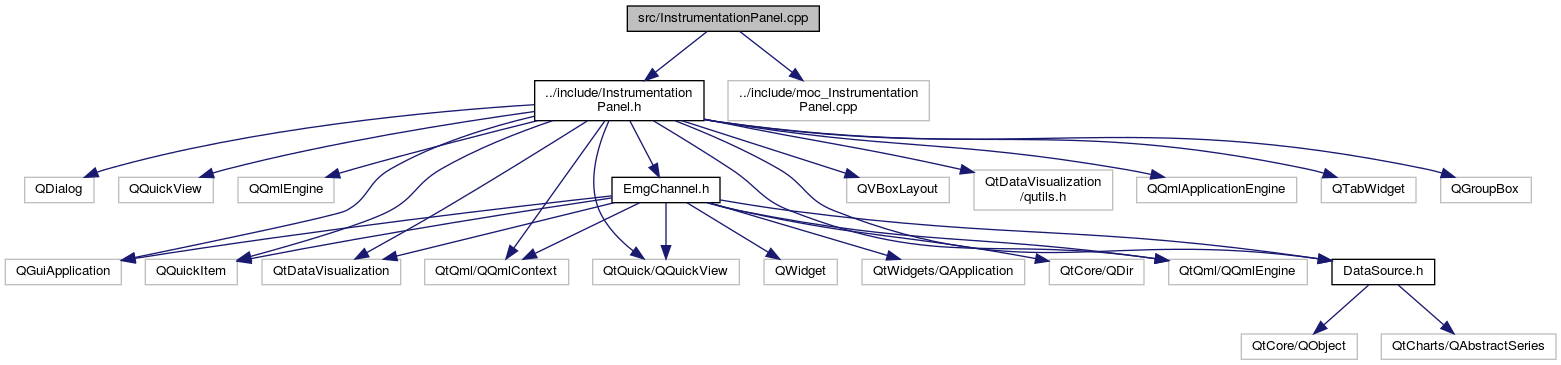 src/InstrumentationPanel.cpp
../include/Instrumentation
Panel.h
../include/moc_Instrumentation
Panel.cpp
QDialog
QQuickView
QQmlEngine
EmgChannel.h
QVBoxLayout
QtDataVisualization
/qutils.h
QQmlApplicationEngine
QTabWidget
QGroupBox
QGuiApplication
QQuickItem
QtDataVisualization
QtQml/QQmlContext
QtQuick/QQuickView
QWidget
QtWidgets/QApplication
QtCore/QDir
QtQml/QQmlEngine
DataSource.h
QtCore/QObject
QtCharts/QAbstractSeries